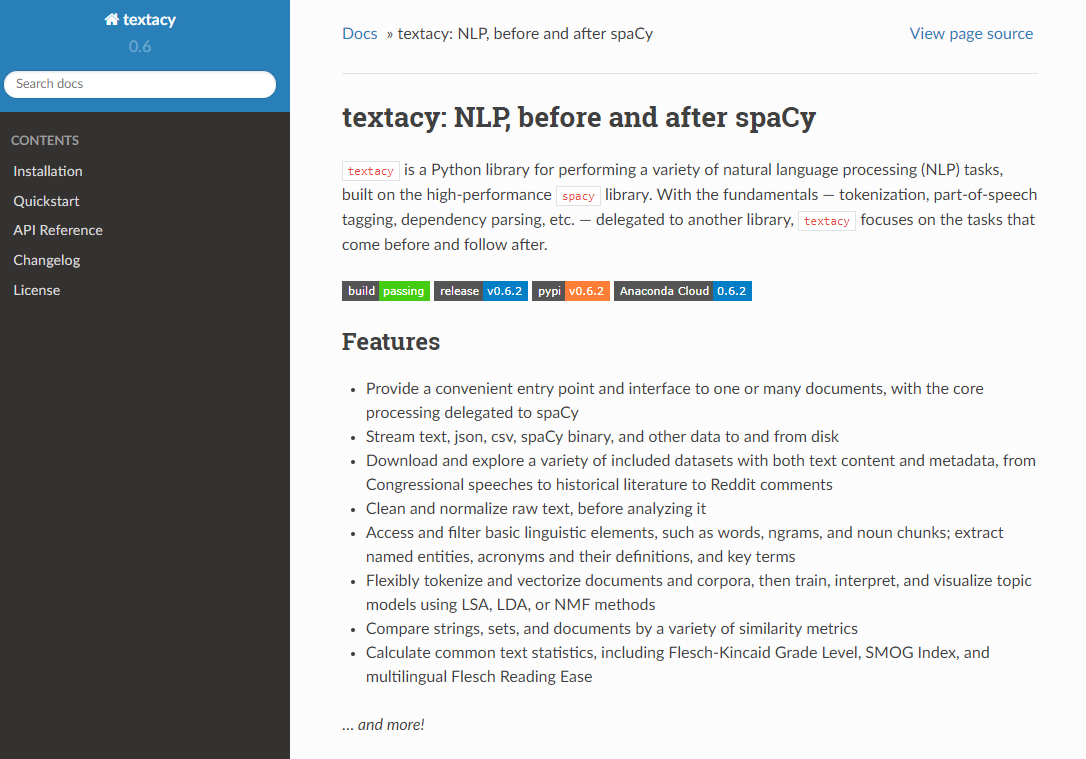 textacy
0.6
Search docs
CONTENTS
Installation
Quickstart
API Reference
Changelog
License
Docs » textacy: NLP, before and after spaCy
View page source
textacy: NLP, before and after spaCy
textacy is a Python library for performing a variety of natural language processing (NLP) tasks,
built on the high-performance spacy library. With the fundamentals — tokenization, part-of-speech
tagging, dependency parsing, etc. — delegated to another library, textacy focuses on the tasks that
come before and follow after.
build passing release v0.6.2 pypi v0.6.2 Anaconda Cloud 0.6.2
Features
• Provide a convenient entry point and interface to one or many documents, with the core
processing delegated to spaCy
• Stream text, json, csv, spaCy binary, and other data to and from disk
• Download and explore a variety of included datasets with both text content and metadata, from
Congressional speeches to historical literature to Reddit comments
• Clean and normalize raw text, before analyzing it
• Access and filter basic linguistic elements, such as words, ngrams, and noun chunks; extract
named entities, acronyms and their definitions, and key terms
• Flexibly tokenize and vectorize documents and corpora, then train, interpret, and visualize topic
models using LSA, LDA, or NMF methods
• Compare strings, sets, and documents by a variety of similarity metrics
• Calculate common text statistics, including Flesch-Kincaid Grade Level, SMOG Index, and
multilingual Flesch Reading Ease
... and more!